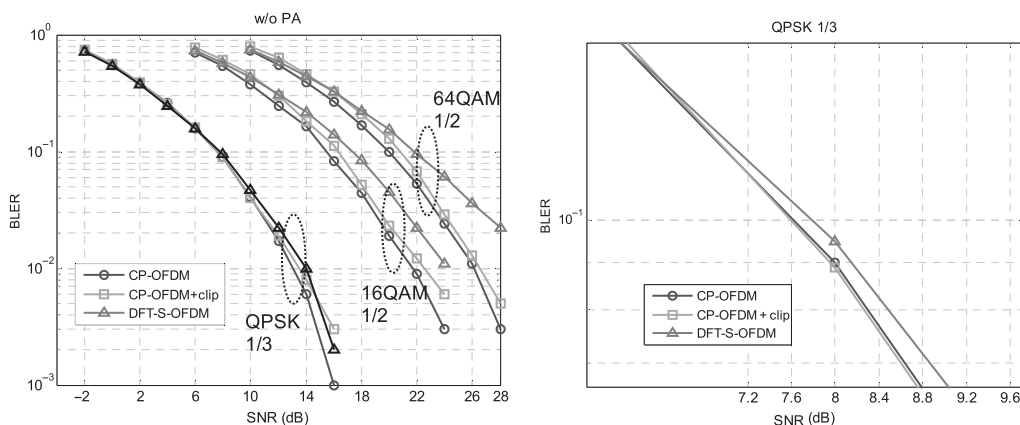 w/o PA
10^0
10^-1
10^-2
10^-3
BLER
-2
2
6
10
14
16
18
20
22
24
26
28
SNR (dB)
64QAM
1/2
16QAM
1/2
QPSK
1/3
CP-OFDM
CP-OFDM+clip
DFT-S-OFDM
QPSK 1/3
10^-1
BLER
7.2
7.6
8
8.4
8.8
9.2
9.6
SNR (dB)
CP-OFDM
CP-OFDM + clip
DFT-S-OFDM